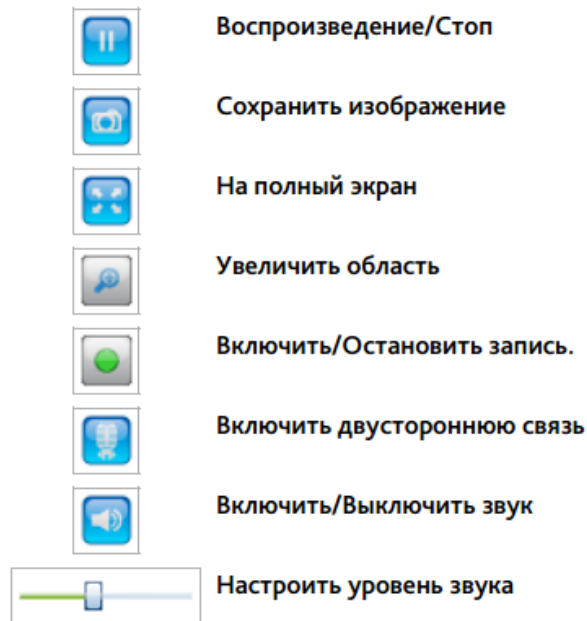 Воспроизведение/Стоп
Сохранить изображение
На полный экран
Увеличить область
Включить/Остановить запись.
Включить двустороннюю связь
Включить/Выключить звук
Настроить уровень звука